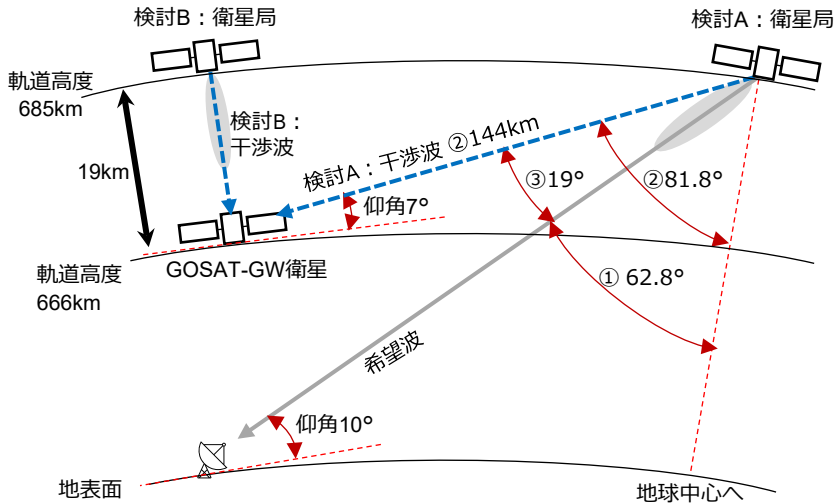 検討B：衛星局
検討A：衛星局
軌道高度
685km
検討B：
干渉波
19km
検討A：干渉波 ②144km
③19°
②81.8°
仰角7°
GOSAT-GW衛星
軌道高度
666km
① 62.8°
希望波
仰角10°
地表面
地球中心へ